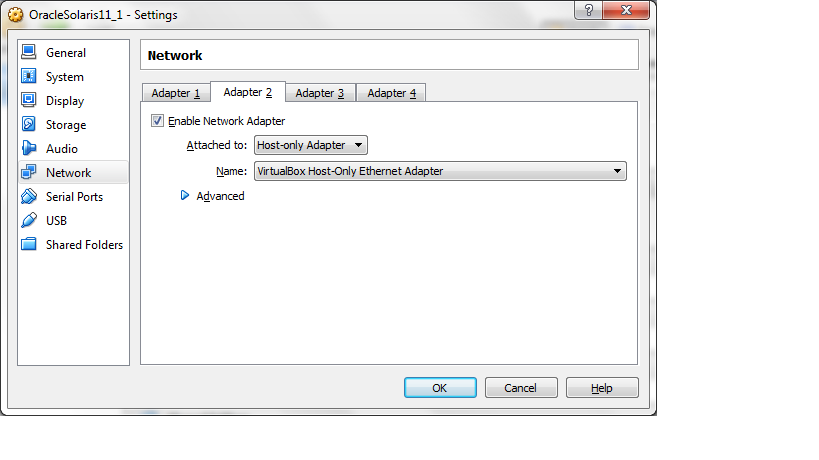 OracleSolaris11_1 - Settings
?
General
System
Display
Storage
Audio
Network
Serial Ports
USB
Shared Folders
Network
Adapter 1
Adapter 2
Adapter 3
Adapter 4
Enable Network Adapter
Attached to: Host-only Adapter
Name: VirtualBox Host-Only Ethernet Adapter
Advanced
OK
Cancel
Help